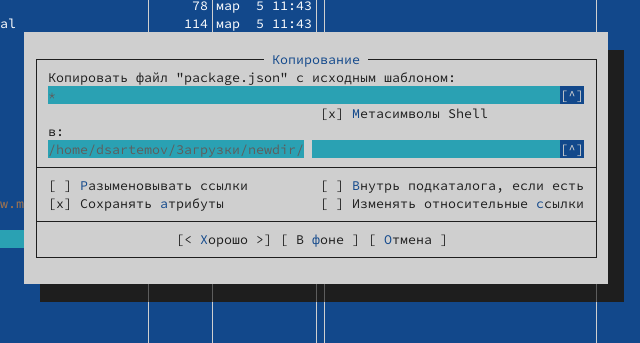 78 мар  5 11:43
al 114 мар  5 11:43
Копирование
Копировать файл "package.json" с исходным шаблоном:
* [^]
[x] Метасимволы Shell
в:
/home/dsartemov/Загрузки/newdir/ [^]
[ ] Разыменовывать ссылки [ ] Внутрь подкаталога, если есть
w.m [x] Сохранять атрибуты [ ] Изменять относительные ссылки
[< Хорошо >] [ В фоне ] [ Отмена ]